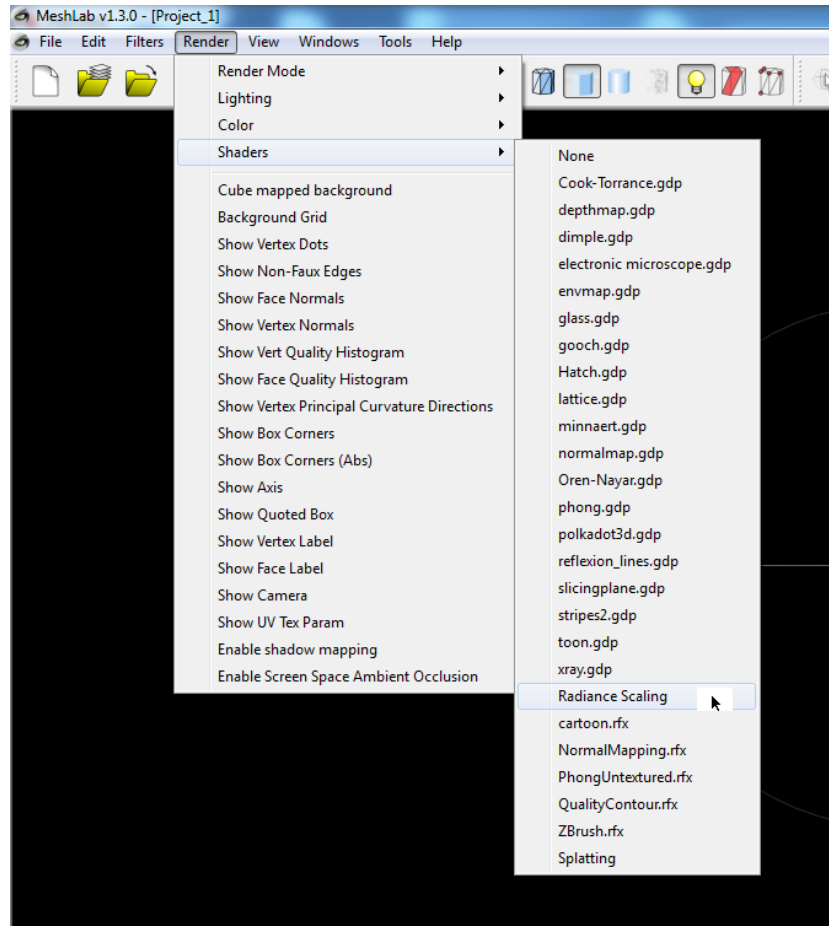 MeshLab v1.3.0 - [Project_1]
File Edit Filters Render View Windows Tools Help
Render Mode
Lighting
Color
Shaders
Cube mapped background
Background Grid
Show Vertex Dots
Show Non-Faux Edges
Show Face Normals
Show Vertex Normals
Show Vert Quality Histogram
Show Face Quality Histogram
Show Vertex Principal Curvature Directions
Show Box Corners
Show Box Corners (Abs)
Show Axis
Show Quoted Box
Show Vertex Label
Show Face Label
Show Camera
Show UV Tex Param
Enable shadow mapping
Enable Screen Space Ambient Occlusion
None
Cook-Torrance.gdp
depthmap.gdp
dimple.gdp
electronic microscope.gdp
envmap.gdp
glass.gdp
gooch.gdp
Hatch.gdp
lattice.gdp
minnaert.gdp
normalmap.gdp
Oren-Nayar.gdp
phong.gdp
polkadot3d.gdp
reflexion_lines.gdp
slicingplane.gdp
stripes2.gdp
toon.gdp
xray.gdp
Radiance Scaling
cartoon.rfx
NormalMapping.rfx
PhongUntextured.rfx
QualityContour.rfx
ZBrush.rfx
Splatting